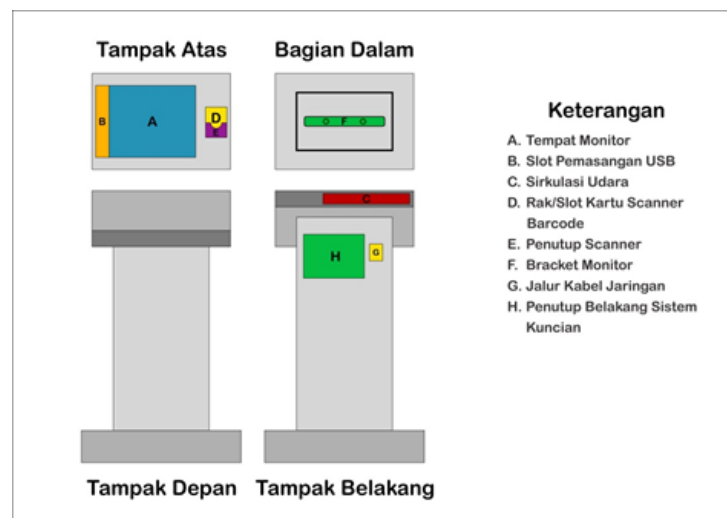 Tampak Atas
Bagian Dalam
B
A
D
E
F
C
H
G
Tampak Depan
Tampak Belakang
Keterangan
A. Tempat Monitor
B. Slot Pemasangan USB
C. Sirkulasi Udara
D. Rak/Slot Kartu Scanner
Barcode
E. Penutup Scanner
F. Bracket Monitor
G. Jalur Kabel Jaringan
H. Penutup Belakang Sistem
Kuncian